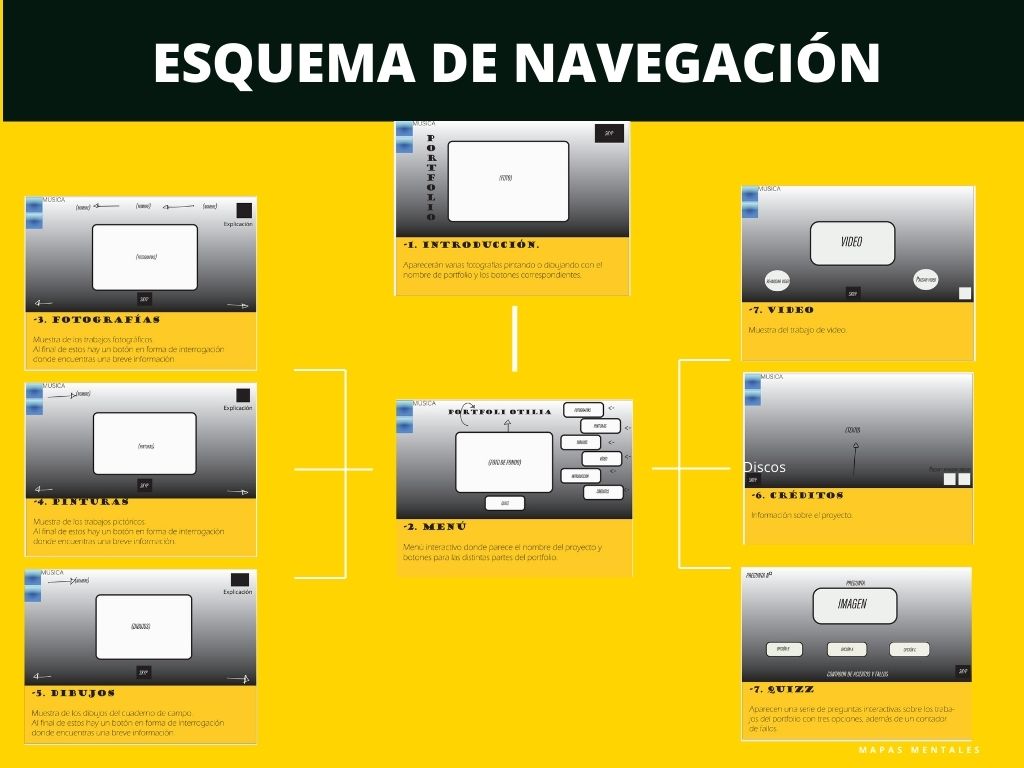 ESQUEMA DE NAVEGACIÓN
MÚSICA
PORTFOLIO
(FOTO)
SKIP
-1. INTRODUCCIÓN.
Aparecerán varias fotografías pintando o dibujando con el
nombre de portfolio y los botones correspondientes.
MÚSICA
(NOMBRE)
(NOMBRE)
(NOMBRE)
Explicación
(FOTOGRAFÍAS)
SKIP
-3. FOTOGRAFÍAS
Muestra de los trabajos fotográficos.
Al final de estos hay un botón en forma de interrogación
donde encuentras una breve información
MÚSICA
(NOMBRE)
Explicación
(PINTURAS)
SKIP
-4. PINTURAS
Muestra de los trabajos pictóricos.
Al final de estos hay un botón en forma de interrogación
donde encuentras una breve información.
MÚSICA
(NOMBRE)
Explicación
(DIBUJOS)
SKIP
-5. DIBUJOS
Muestra de los dibujos del cuaderno de campo.
Al final de estos hay un botón en forma de interrogación
donde encuentras una breve información
MÚSICA
PORTFOLI OTILIA
(FOTO DE FONDO)
FOTOGRAFÍAS
PINTURAS
DIBUJOS
VIDEO
INTRODUCCIÓN
CRÉDITOS
QUIZZ
-2. MENÚ
Menú interactivo donde parece el nombre del proyecto y
botones para las distintas partes del portfolio.
MÚSICA
VIDEO
REANUDAR VIDEO
PAUSAR VIDEO
SKIP
-7. VIDEO
Muestra del trabajo de video.
MÚSICA
(TEXTO)
Discos
SKIP
-6. CRÉDITOS
Información sobre el proyecto.
PREGUNTA Nº
PREGUNTA
IMAGEN
OPCIÓN C
CONTADOR DE ACIERTOS Y FALLOS
SKIP
-7. QUIZZ
Aparecen una serie de preguntas interactivas sobre los traba-
jos del portfolio con tres opciones, además de un contador
de fallos.
MAPAS MENTALES